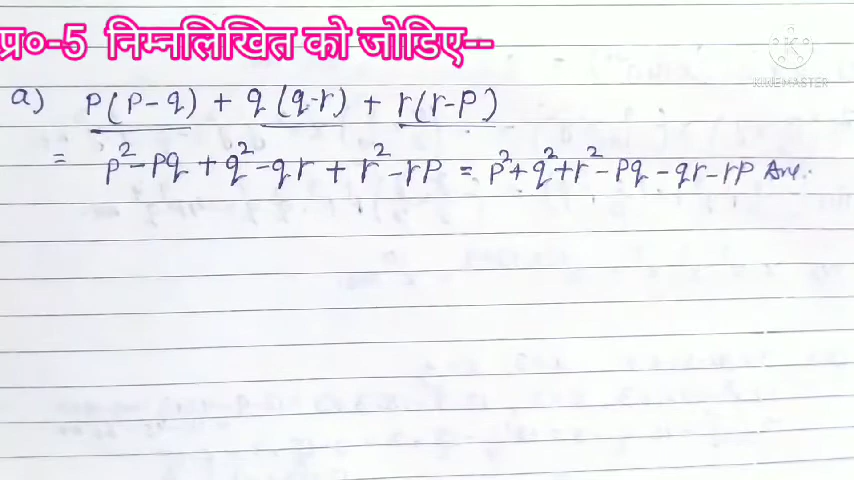 प्र०-5 निम्नलिखित को जोडिए--
KINEMASTER
a) P(P-q) + q(q-r) + r(r-P)
= P²-Pq + q²-qr + r²-rP = P²+q²+r²-Pq-qr-rP Ans.